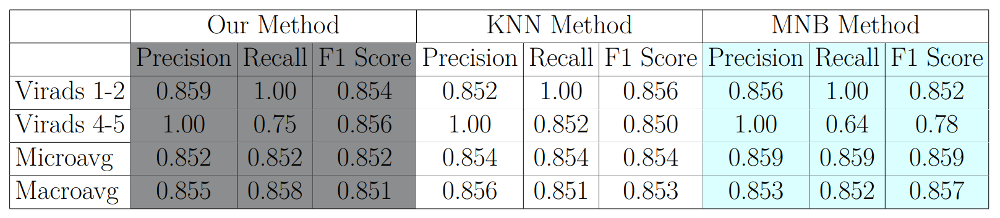 Our Method KNN Method MNB Method
Precision Recall F1 Score Precision Recall F1 Score Precision Recall F1 Score
Virads 1-2 0.859 1.00 0.854 0.852 1.00 0.856 0.856 1.00 0.852
Virads 4-5 1.00 0.75 0.856 1.00 0.852 0.850 1.00 0.64 0.78
Microavg 0.852 0.852 0.852 0.854 0.854 0.854 0.859 0.859 0.859
Macroavg 0.855 0.858 0.851 0.856 0.851 0.853 0.853 0.852 0.857